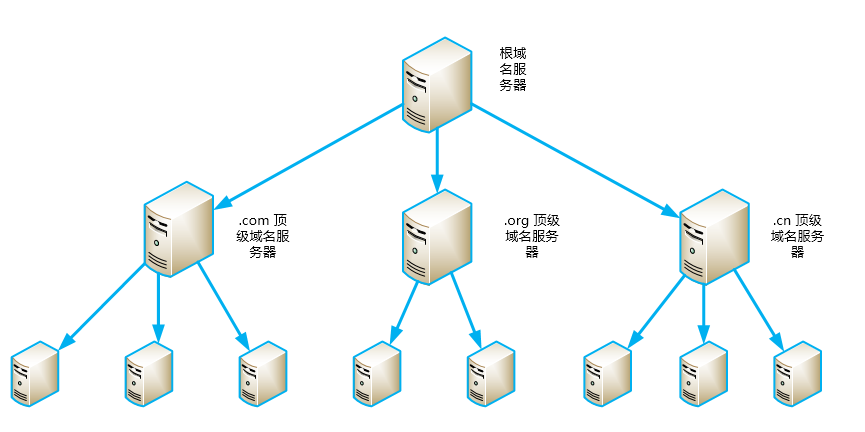 根域
名服
务器
.com 顶
级域名服
务器
.org 顶级
域名服务
器
.cn 顶级
域名服务
器